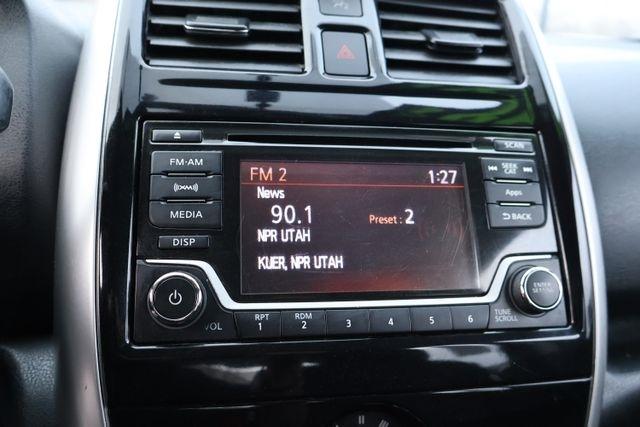 SCAN
FM·AM
SEEK
CAT
(XM)
Apps
MEDIA
BACK
DISP
FM 2 1:27
News
90.1 Preset : 2
NPR UTAH
KUER, NPR UTAH
ENTER
SETTING
VOL
RPT
1
RDM
2
3
4
5
6
TUNE
SCROLL